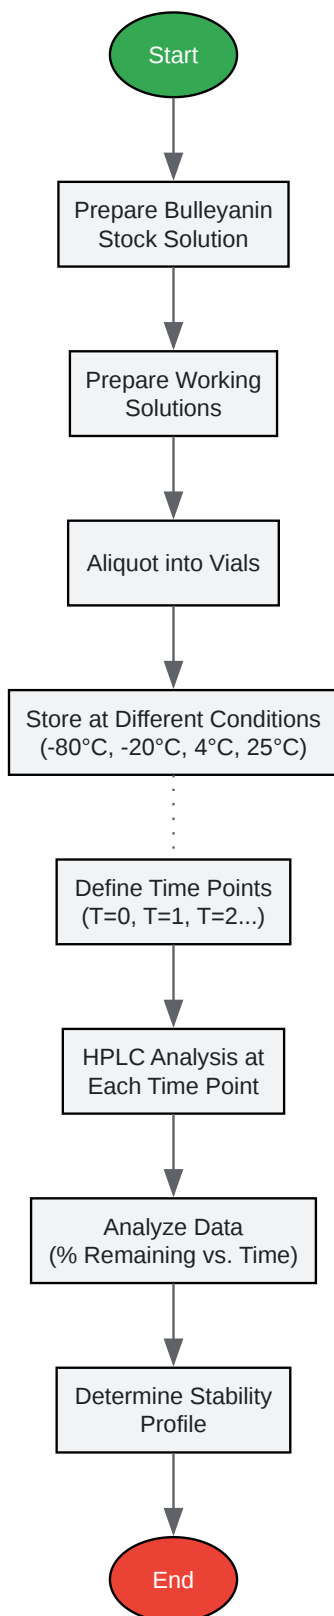 Start
Prepare Bulleyanin
Stock Solution
Prepare Working
Solutions
Aliquot into Vials
Store at Different Conditions
(-80°C, -20°C, 4°C, 25°C)
Define Time Points
(T=0, T=1, T=2...)
HPLC Analysis at
Each Time Point
Analyze Data
(% Remaining vs. Time)
Determine Stability
Profile
End